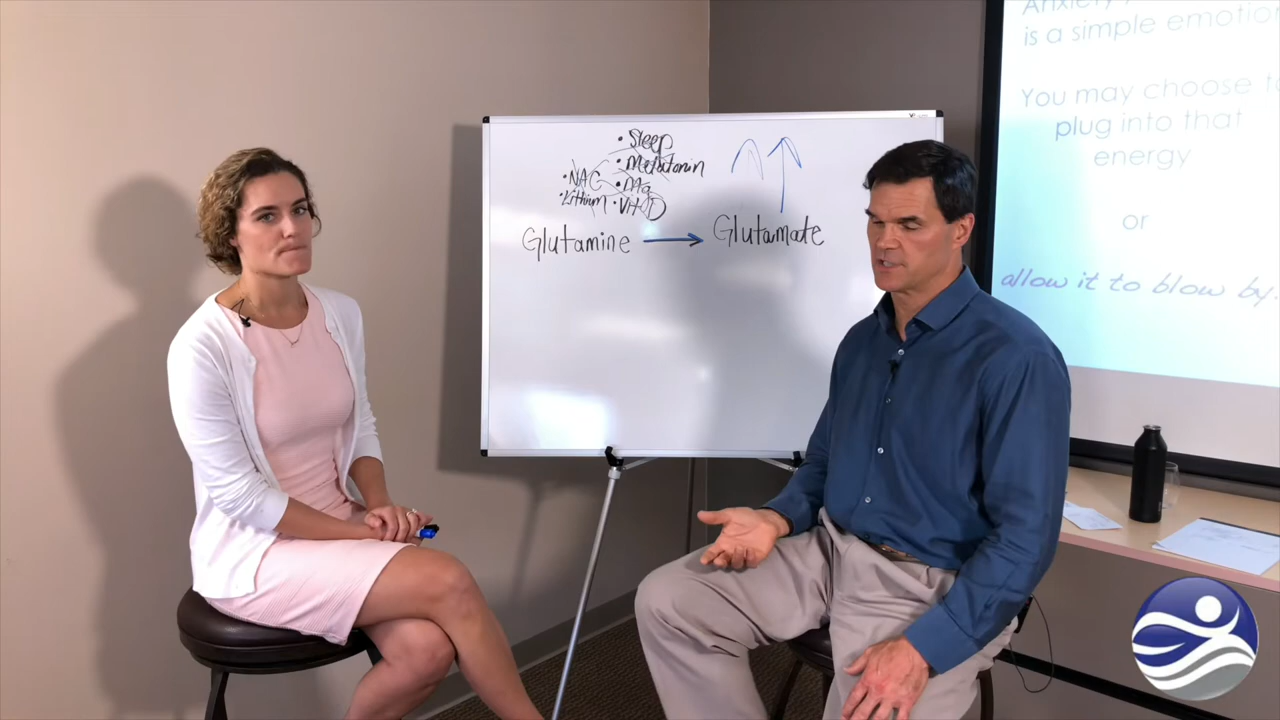 • Sleep
• Melatonin
• NAC • Mg
• Lithium • Vit D
Glutamine → Glutamate
Anxiety
is a simple emotion
You may choose to
plug into that
energy
or
allow it to blow by.